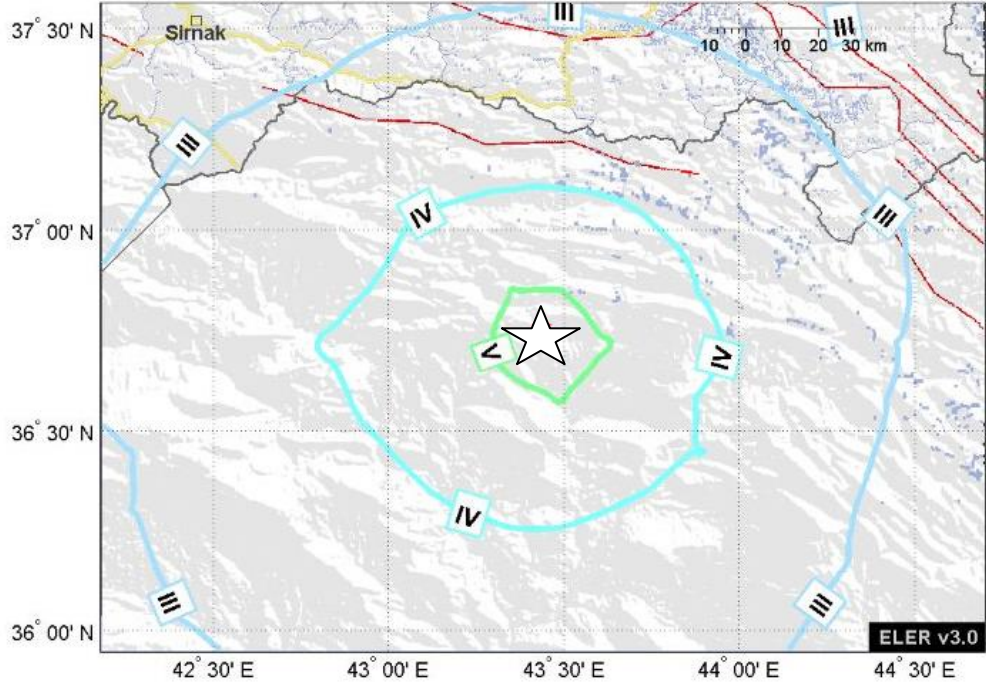 37° 30' N
Sirnak
III
III
10 0 10 20 30 km
III
37° 00' N
IV
III
V
IV
36° 30' N
IV
III
III
36° 00' N
ELER v3.0
42° 30' E
43° 00' E
43° 30' E
44° 00' E
44° 30' E